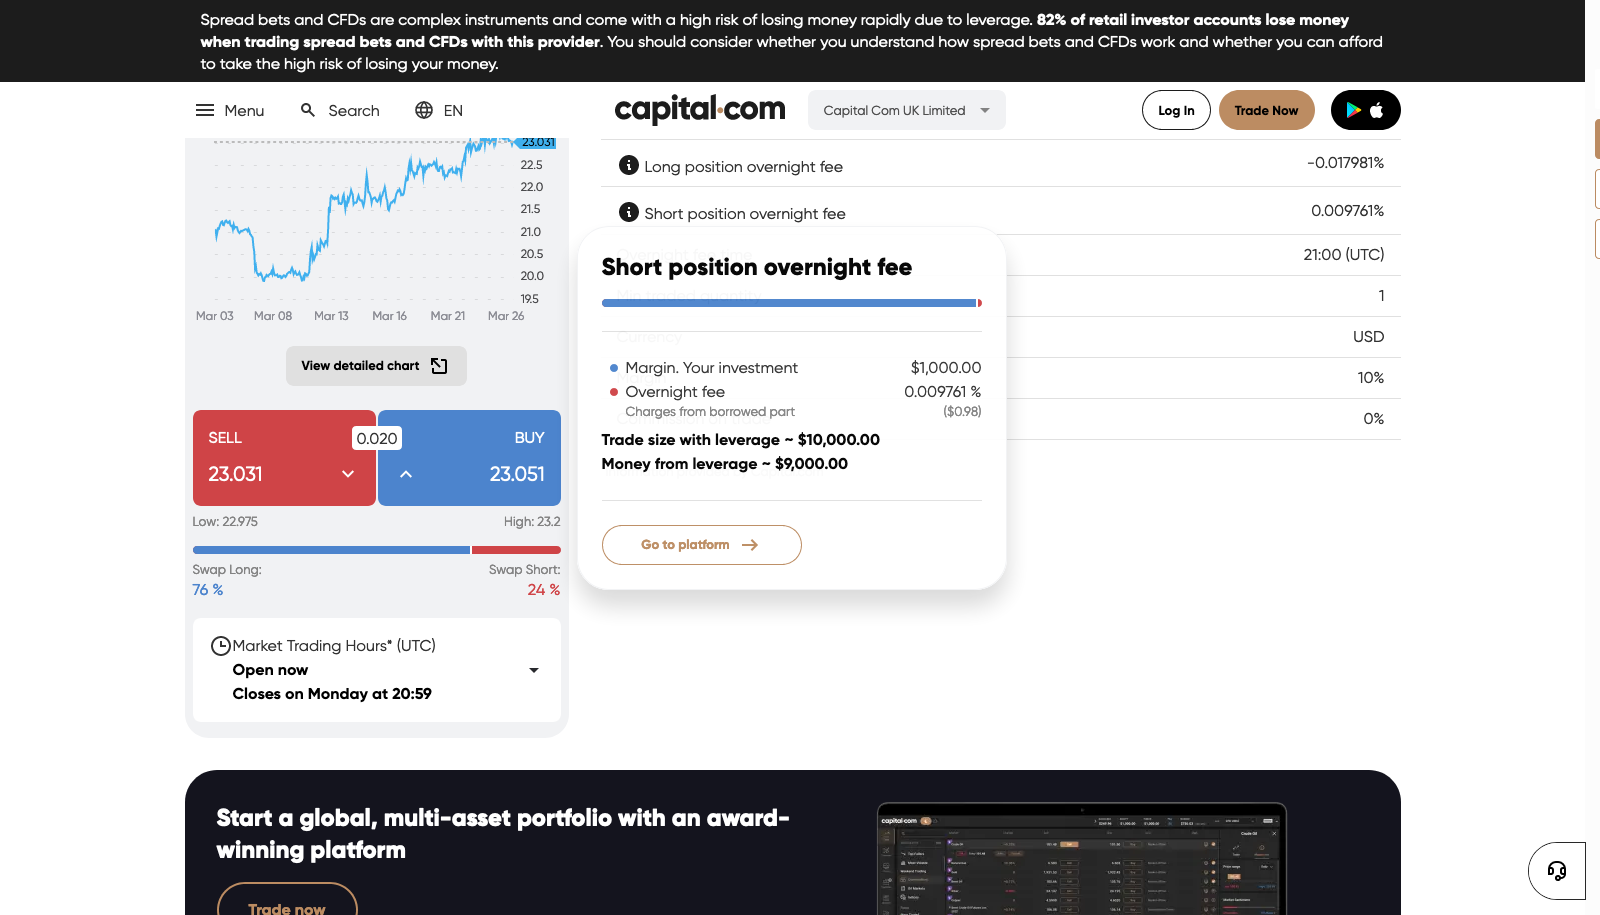 Spread bets and CFDs are complex instruments and come with a high risk of losing money rapidly due to leverage. 82% of retail investor accounts lose money
when trading spread bets and CFDs with this provider. You should consider whether you understand how spread bets and CFDs work and whether you can afford
to take the high risk of losing your money.
Menu
Search
EN
capital.com
Capital Com UK Limited
Log In
Trade Now
23.031
22.5
22.0
21.5
21.0
20.5
20.0
19.5
Mar 03 Mar 08 Mar 13 Mar 16 Mar 21 Mar 26
View detailed chart
SELL
23.031
0.020
BUY
23.051
Low: 22.975
High: 23.2
Swap Long:
76 %
Swap Short:
24 %
Market Trading Hours* (UTC)
Open now
Closes on Monday at 20:59
Long position overnight fee -0.017981%
Short position overnight fee 0.009761%
21:00 (UTC)
Min traded quantity 1
Currency USD
10%
0%
Short position overnight fee
Margin. Your investment $1,000.00
Overnight fee 0.009761 %
Charges from borrowed part ($0.98)
Trade size with leverage ~ $10,000.00
Money from leverage ~ $9,000.00
Go to platform
Start a global, multi-asset portfolio with an award-
winning platform
Trade now
capital.com